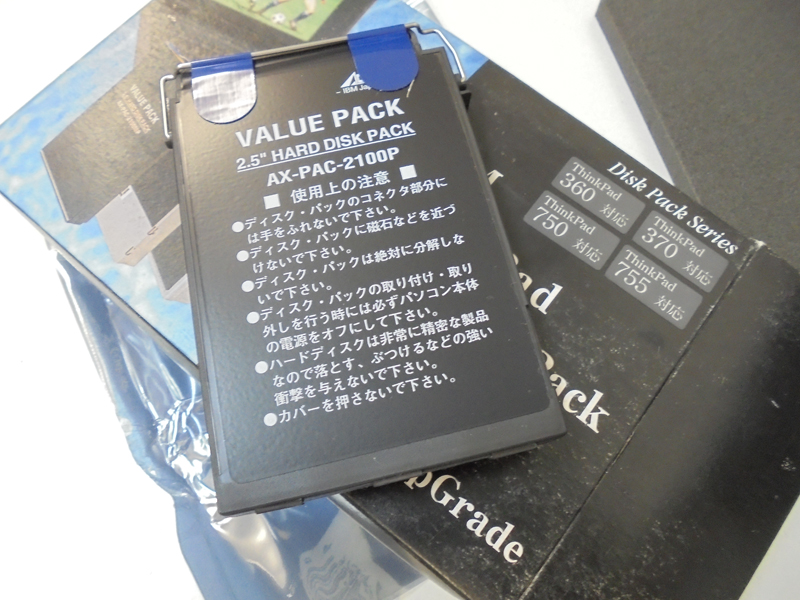 IBM Jap
VALUE PACK
2.5" HARD DISK PACK
AX-PAC-2100P
■ 使用上の注意 ■
●ディスク・パックのコネクタ部分に
は手をふれないで下さい。
●ディスク・パックに磁石などを近づ
けないで下さい。
●ディスク・パックは絶対に分解しな
いで下さい。
●ディスク・パックの取り付け・取り
外しを行う時には必ずパソコン本体
の電源をオフにして下さい。
●ハードディスクは非常に精密な製品
なので落とす、ぶつけるなどの強い
衝撃を与えないで下さい。
●カバーを押さないで下さい。
Disk Pack Series
ThinkPad
360 対応
ThinkPad
370 対応
ThinkPad
750 対応
ThinkPad
755 対応
ad
ack
pGrade
VALUE PACK